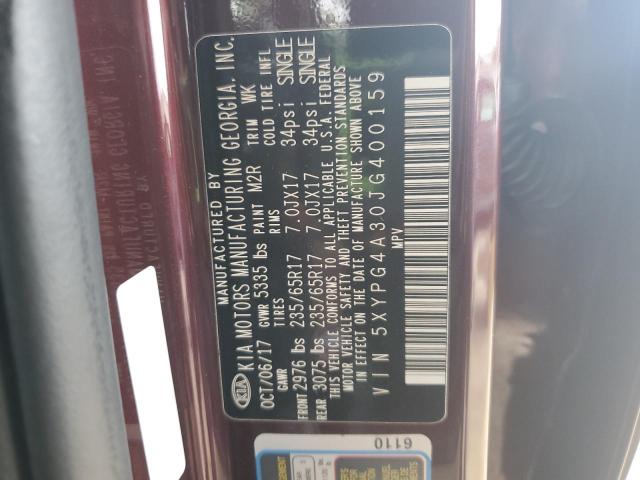 MANUFACTURED BY
KIA KIA MOTORS MANUFACTURING GEORGIA, INC.
OCT/06/17 GVWR 5335 lbs PAINT M2R TRIM WK
GAWR TIRES RIMS COLD TIRE INFL
FRONT 2976 lbs 235/65R17 7.0JX17 34psi SINGLE
REAR 3075 lbs 235/65R17 7.0JX17 34psi SINGLE
THIS VEHICLE CONFORMS TO ALL APPLICABLE U.S.A. FEDERAL
MOTOR VEHICLE SAFETY AND THEFT PREVENTION STANDARDS
IN EFFECT ON THE DATE OF MANUFACTURE SHOWN ABOVE
VIN 5XYPG4A30JG400159
MPV
6110